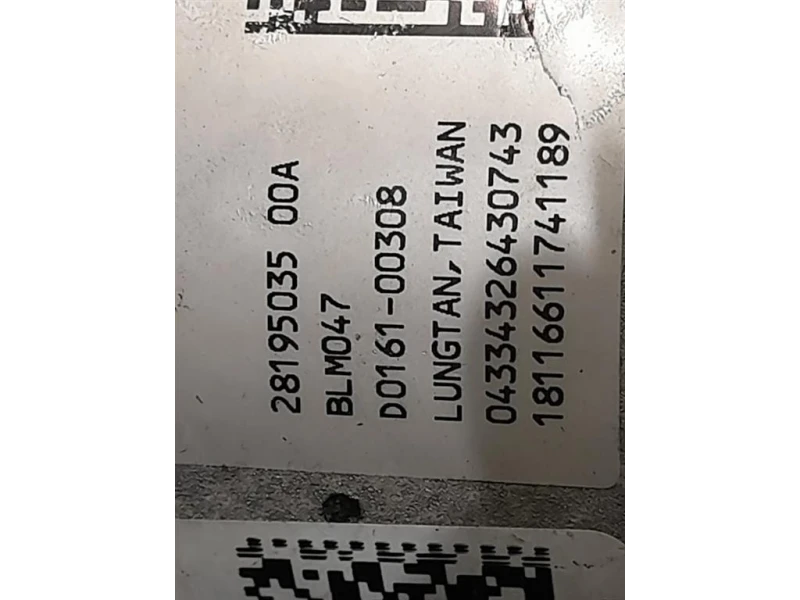 28195035 00A
BLM047
D0161-00308
LUNGTAN, TAIWAN
04334326430743
18116611741189